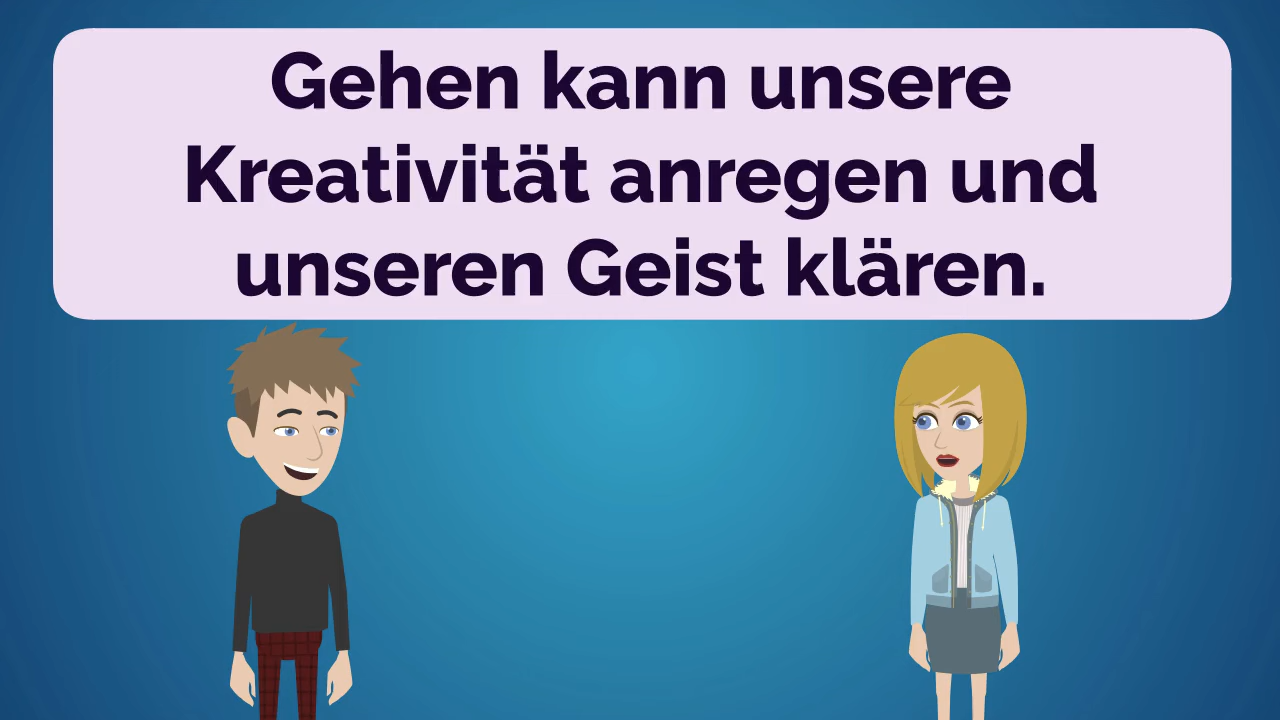 Gehen kann unsere
Kreativität anregen und
unseren Geist klären.